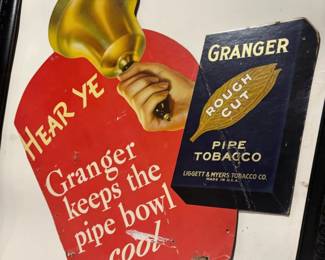 HEAR YE
Granger
keeps the
pipe bowl
cool
GRANGER
ROUGH
CUT
PIPE
TOBACCO
LIGGETT & MYERS TOBACCO CO.
MADE IN U.S.A.